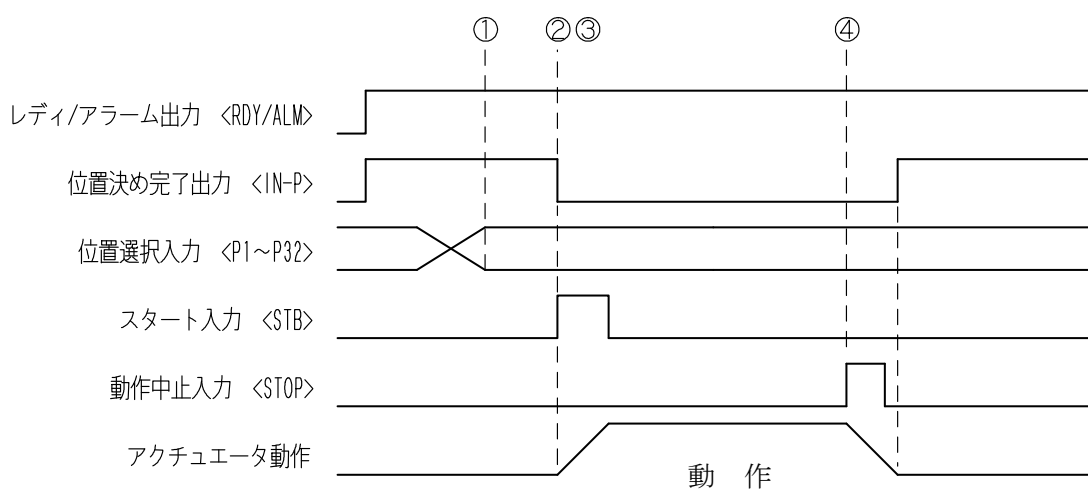 ① ②③ ④
レディ/アラーム出力 <RDY/ALM>
位置決め完了出力 <IN-P>
位置選択入力 <P1～P32>
スタート入力 <STB>
動作中止入力 <STOP>
アクチュエータ動作
動 作